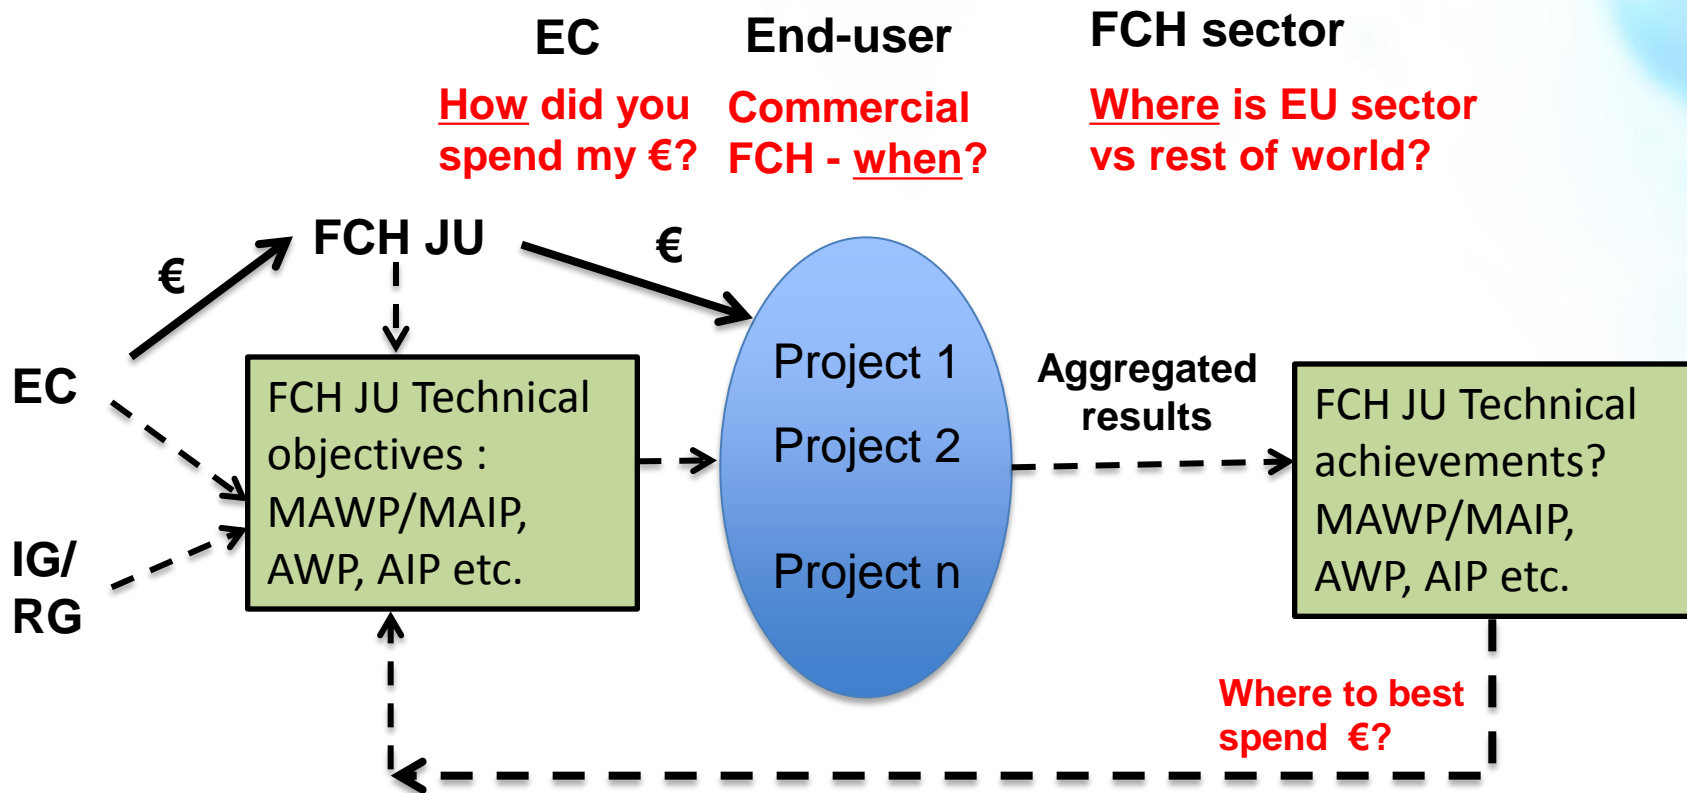 EC
End-user
FCH sector
How did you
spend my €?
Commercial
FCH - when?
Where is EU sector
vs rest of world?
FCH JU
€
€
EC
IG/
RG
FCH JU Technical
objectives :
MAWP/MAIP,
AWP, AIP etc.
Project 1
Project 2
Project n
Aggregated
results
FCH JU Technical
achievements?
MAWP/MAIP,
AWP, AIP etc.
Where to best
spend €?